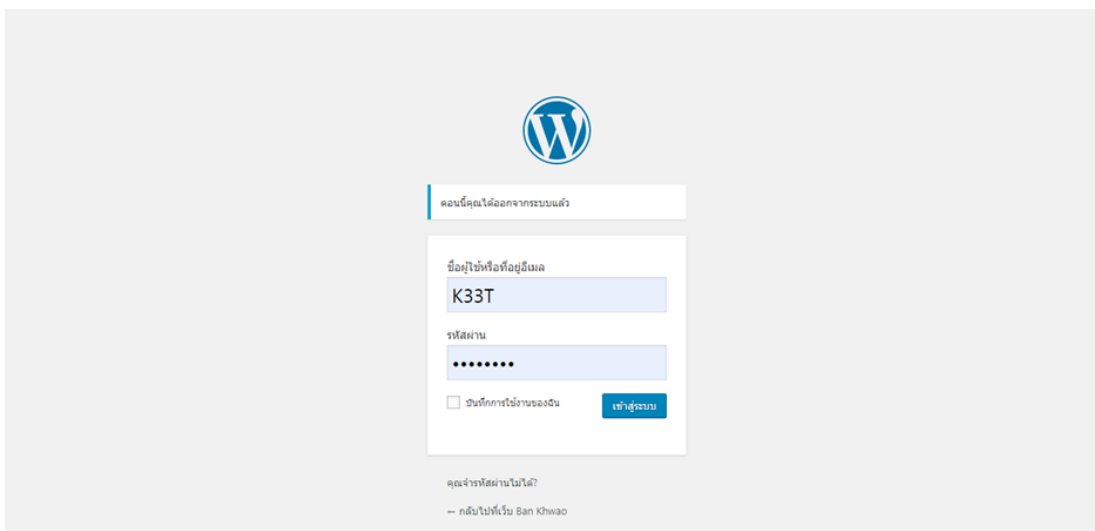 ตอนนี้คุณได้ออกจากระบบแล้ว
ชื่อผู้ใช้หรือที่อยู่อีเมล
K33T
รหัสผ่าน
••••••••
บันทึกการใช้งานของฉัน
เข้าสู่ระบบ
คุณจำรหัสผ่านไม่ได้?
← กลับไปที่เว็บ Ban Khwao